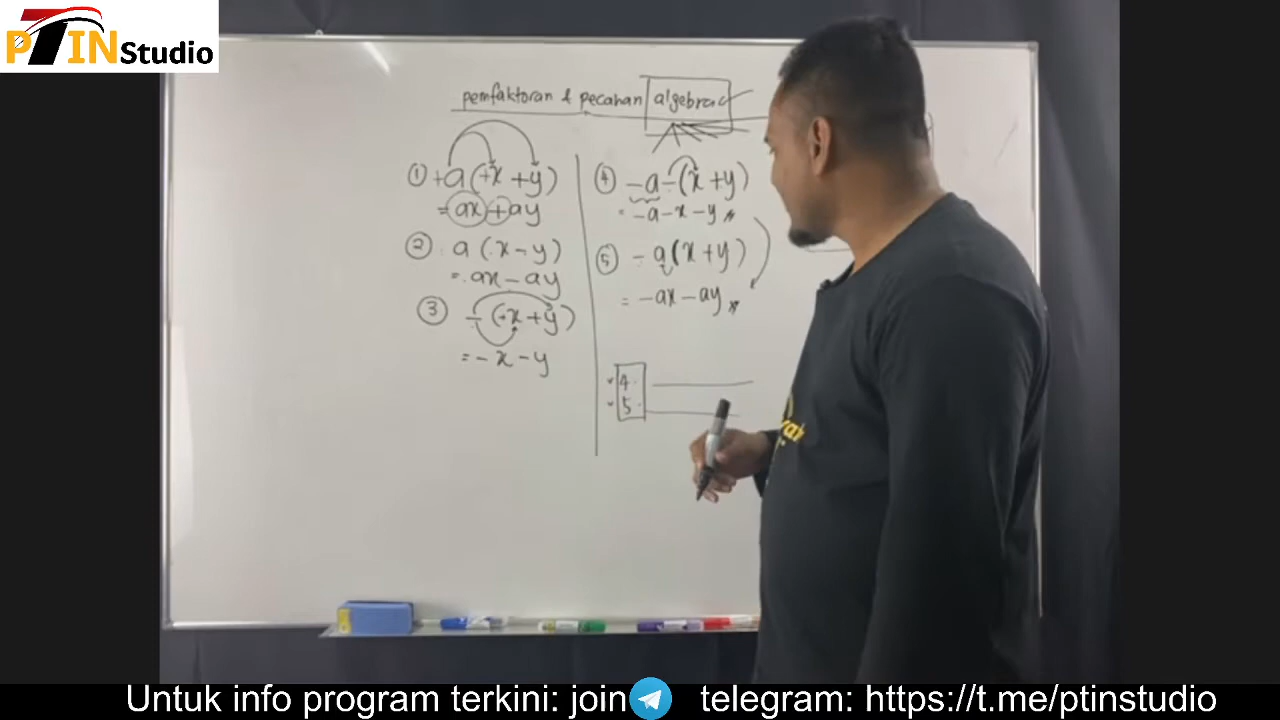 PTIN Studio
pemfaktoran & pecahan algebra
① +a(+x +y)
= ax + ay
② a (x - y)
= ax - ay
③ - (+x + y)
= - x - y
④ -a - (x + y)
= -a - x - y
⑤ - a (x + y)
= -ax - ay
4.
5.
Untuk info program terkini: join telegram: https://t.me/ptinstudio